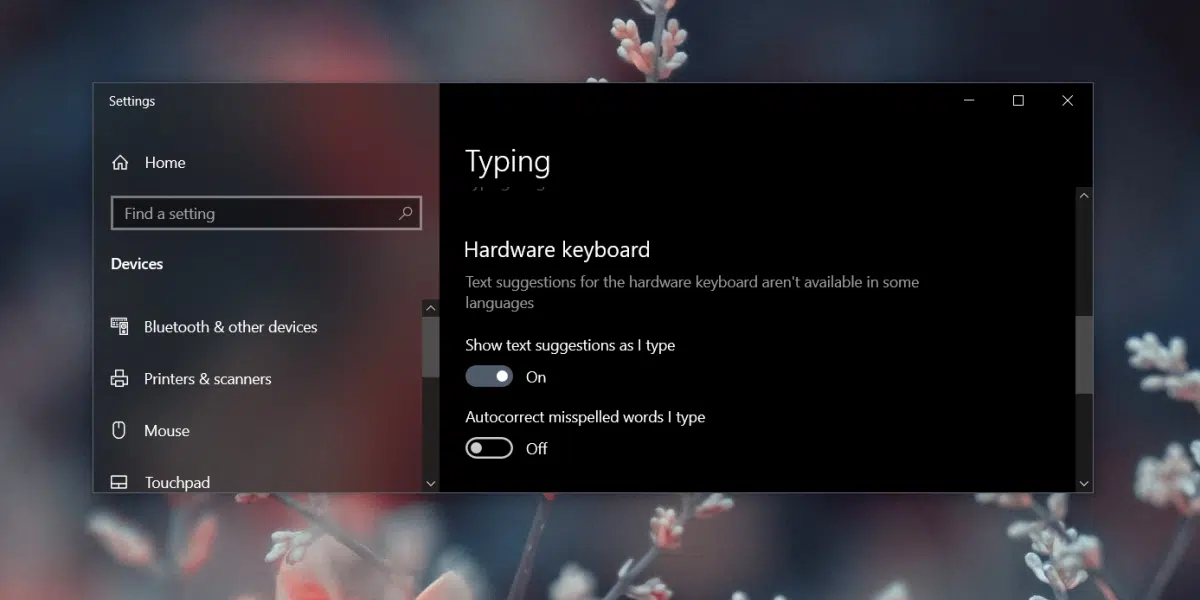 Settings
Home
Find a setting
Devices
Bluetooth & other devices
Printers & scanners
Mouse
Touchpad
Typing
Hardware keyboard
Text suggestions for the hardware keyboard aren't available in some
languages
Show text suggestions as I type
On
Autocorrect misspelled words I type
Off